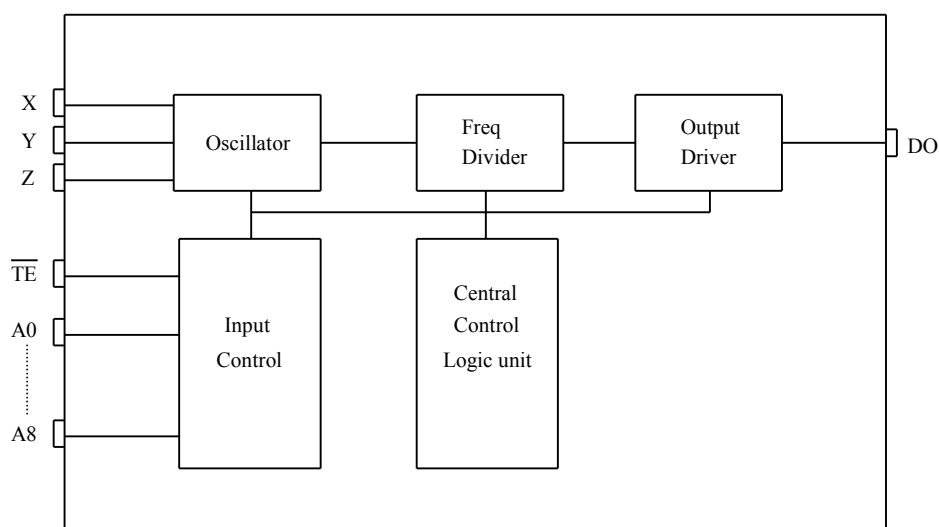 X
Y
Z
Oscillator
Freq
Divider
Output
Driver
DO
TE
A0
A8
Input
Control
Central
Control
Logic unit